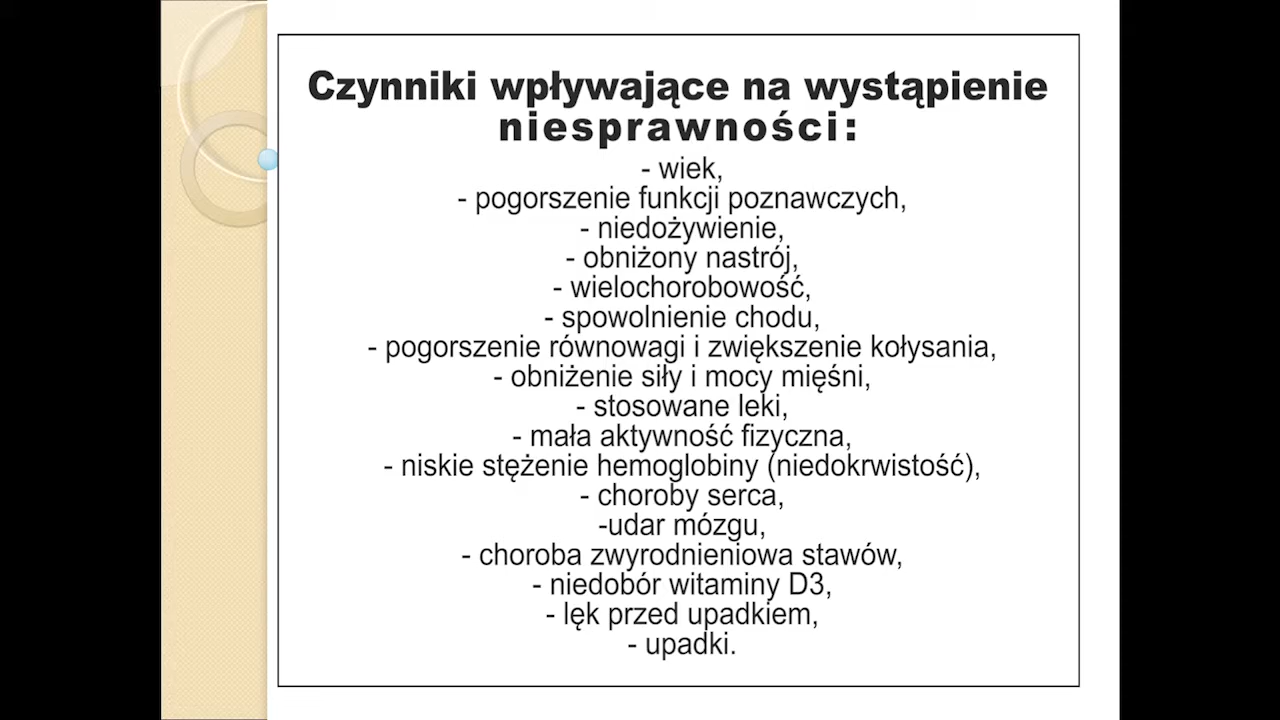 Czynniki wpływające na wystąpienie
niesprawności:
- wiek,
- pogorszenie funkcji poznawczych,
- niedożywienie,
- obniżony nastrój,
- wielochorobowość,
- spowolnienie chodu,
- pogorszenie równowagi i zwiększenie kołysania,
- obniżenie siły i mocy mięśni,
- stosowane leki,
- mała aktywność fizyczna,
- niskie stężenie hemoglobiny (niedokrwistość),
- choroby serca,
-udar mózgu,
- choroba zwyrodnieniowa stawów,
- niedobór witaminy D3,
- lęk przed upadkiem,
- upadki.